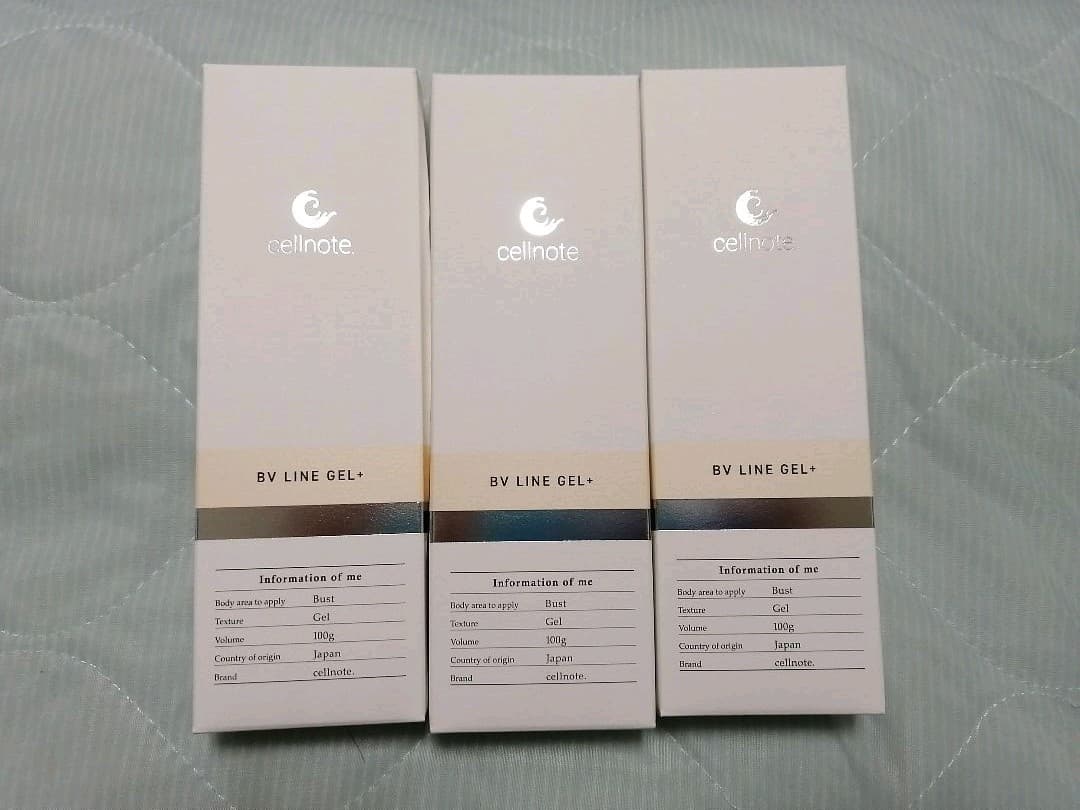 cellnote.
BV LINE GEL+
Information of me
Body area to apply Bust
Texture Gel
Volume 100g
Country of origin Japan
Brand cellnote.
cellnote
BV LINE GEL+
Information of me
Body area to apply Bust
Texture Gel
Volume 100g
Country of origin Japan
Brand cellnote.
cellnote.
BV LINE GEL+
Information of me
Body area to apply Bust
Texture Gel
Volume 100g
Country of origin Japan
Brand cellnote.